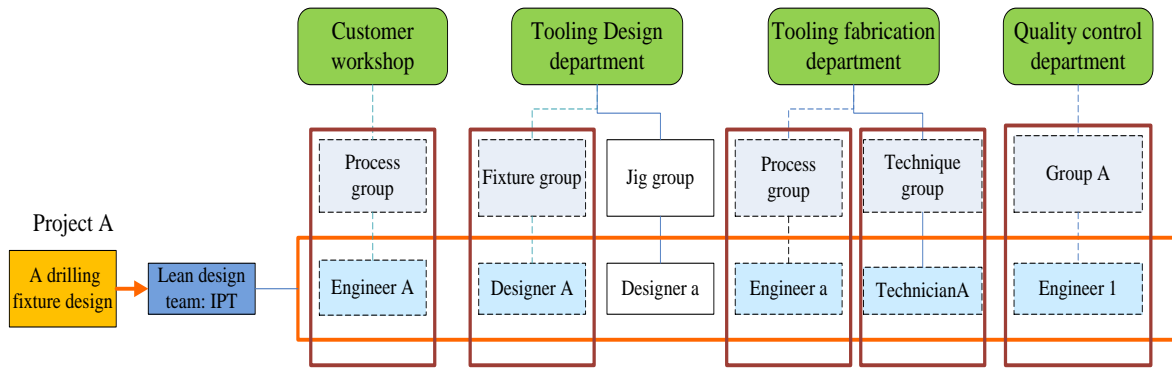 Customer
workshop
Tooling Design
department
Tooling fabrication
department
Quality control
department
Process
group
Fixture group
Jig group
Process
group
Technique
group
Group A
Project A
A drilling
fixture design
Lean design
team: IPT
Engineer A
Designer A
Designer a
Engineer a
TechnicianA
Engineer 1